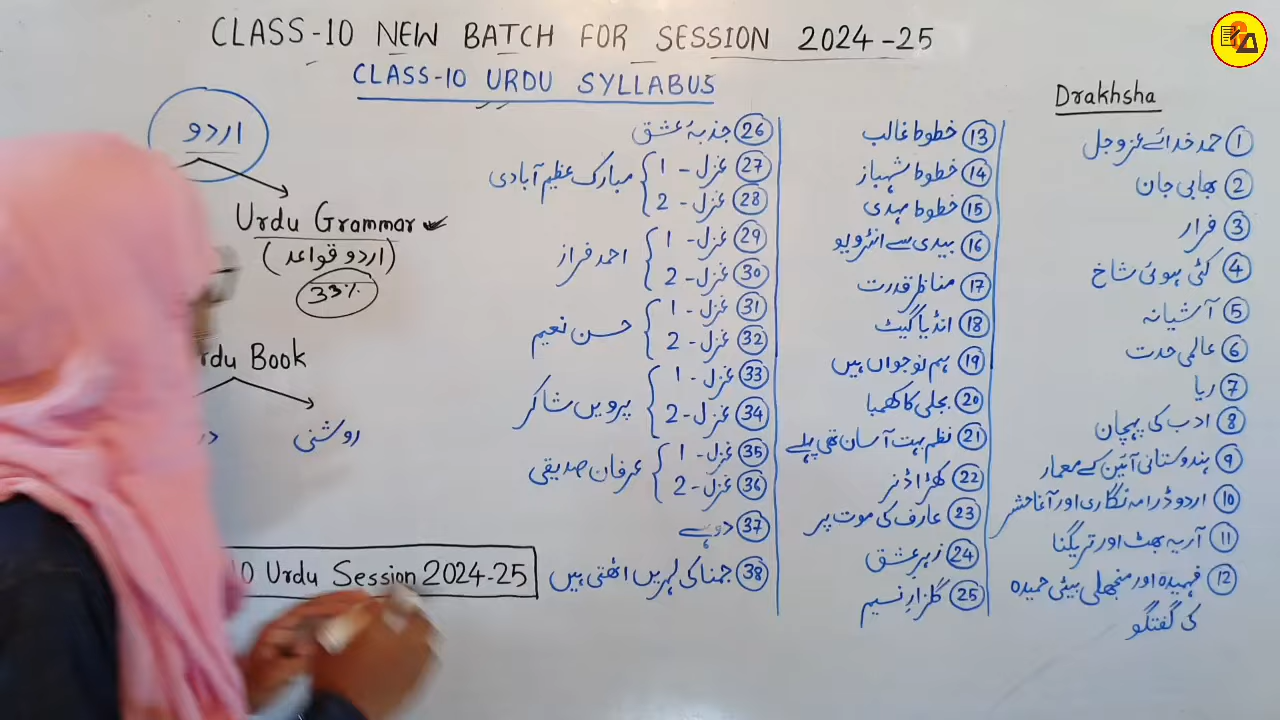 CLASS-10 NEW BATCH FOR SESSION 2024-25
CLASS-10 URDU SYLLABUS
Drakhsha
① حمد خدائے عزوجل
② بھابی جان
③ فرار
④ کٹی ہوئی شاخ
⑤ آشیانہ
⑥ عالمی حدت
⑦ ریا
⑧ ادب کی پہچان
⑨ ہندوستانی آئین کے معمار
⑩ اردو ڈرامہ نگاری اور آغا حشر
⑪ آریہ بھٹ اور تریگنا
⑫ فہمیدہ اور منجھلی بیٹی حمیدہ
کی گفتگو
⑬ خطوط غالب
⑭ خطوط شہباز
⑮ خطوط مہدی
⑯ بیدی سے انٹرویو
⑰ مناظر قدرت
⑱ انڈیا گیٹ
⑲ ہم نوجواں ہیں
⑳ بجلی کا کھمبا
㉑ نظم بہت آسان تھی پہلے
㉒ کھڑا ڈنر
㉓ عارف کی موت پر
㉔ زہر عشق
㉕ گلزار نسیم
㉖ جذبۂ عشق
㉗ غزل - 1
㉘ غزل - 2
مبارک عظیم آبادی
㉙ غزل - 1
㉚ غزل - 2
احمد فراز
㉛ غزل - 1
㉜ غزل - 2
حسن نعیم
㉝ غزل - 1
㉞ غزل - 2
پرویں شاکر
㉟ غزل - 1
㊱ غزل - 2
عرفان صدیقی
㊲ دوہے
㊳ جمنا کی لہریں اٹھتی ہیں
اردو
Urdu Grammar
(اردو قواعد)
33%
rdu Book
روشنی
در
10 Urdu Session 2024-25